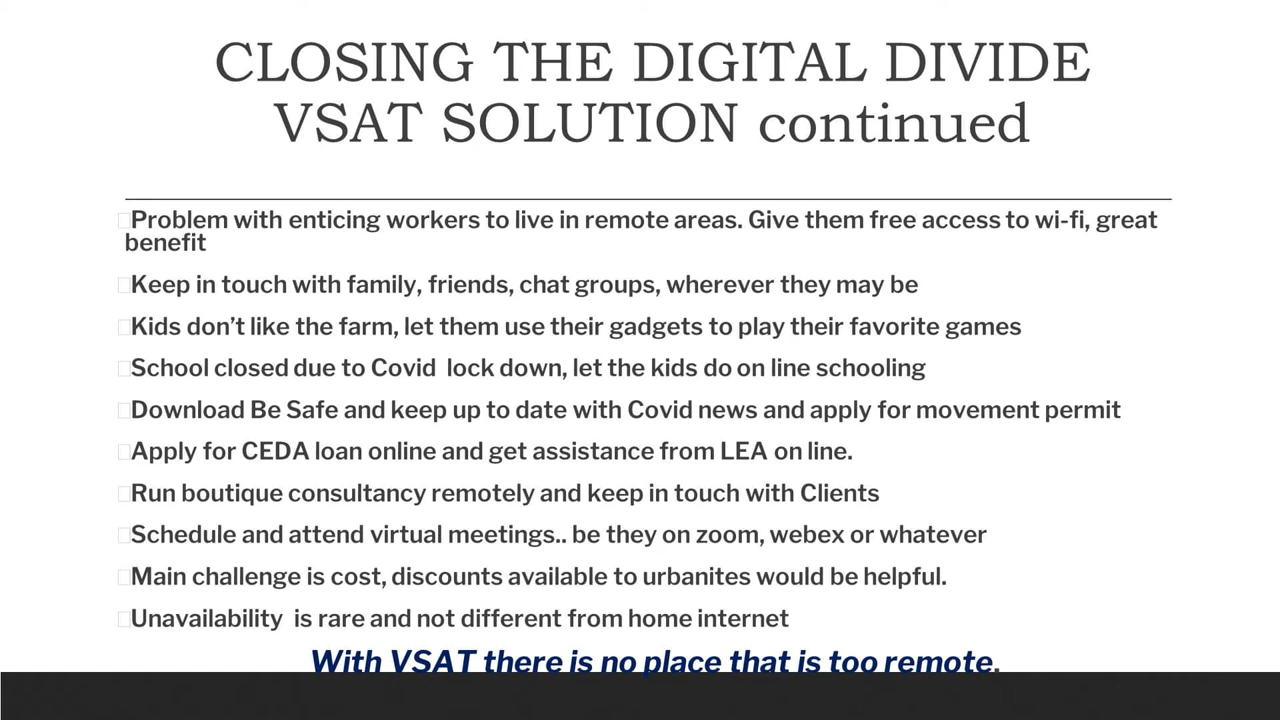 CLOSING THE DIGITAL DIVIDE
VSAT SOLUTION continued
Problem with enticing workers to live in remote areas. Give them free access to wi-fi, great
benefit
Keep in touch with family, friends, chat groups, wherever they may be
Kids don’t like the farm, let them use their gadgets to play their favorite games
School closed due to Covid  lock down, let the kids do on line schooling
Download Be Safe and keep up to date with Covid news and apply for movement permit
Apply for CEDA loan online and get assistance from LEA on line.
Run boutique consultancy remotely and keep in touch with Clients
Schedule and attend virtual meetings.. be they on zoom, webex or whatever
Main challenge is cost, discounts available to urbanites would be helpful.
Unavailability  is rare and not different from home internet
With VSAT there is no place that is too remote.